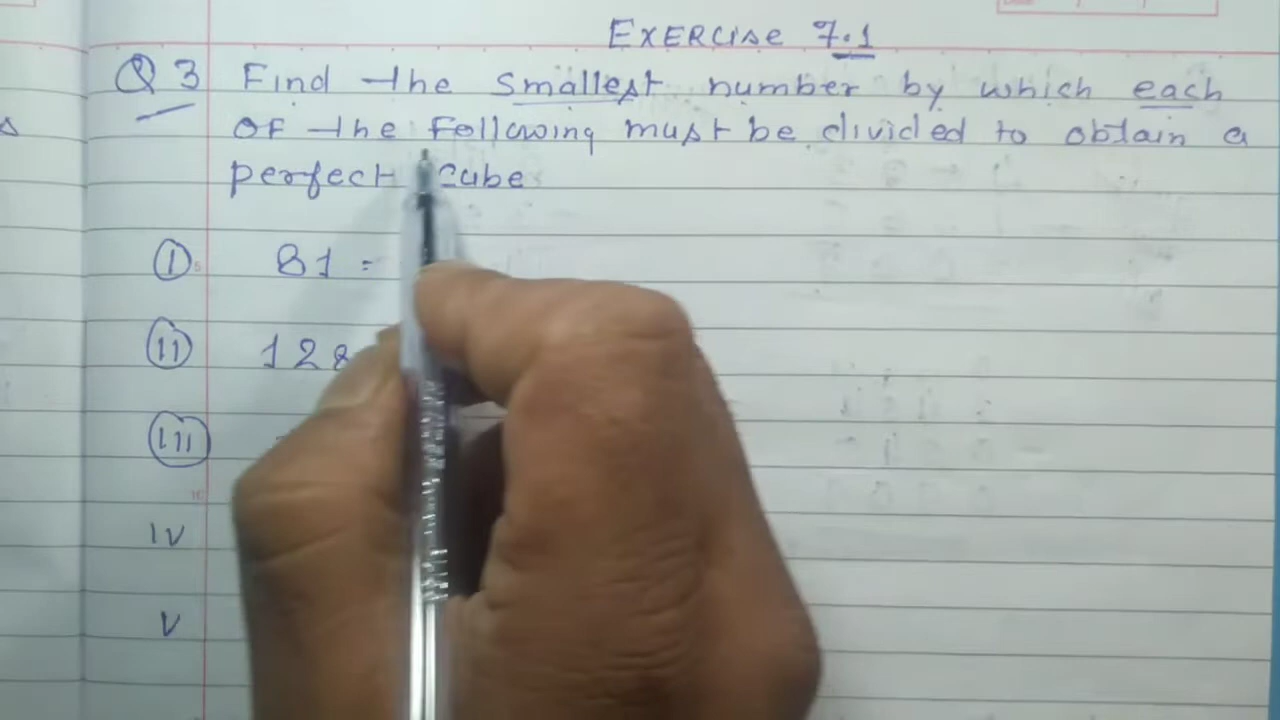 Exercise 7.1
Q 3 Find the smallest number by which each
of the following must be divided to obtain a
perfect cube
i 81 =
ii 128
iii
iv
v